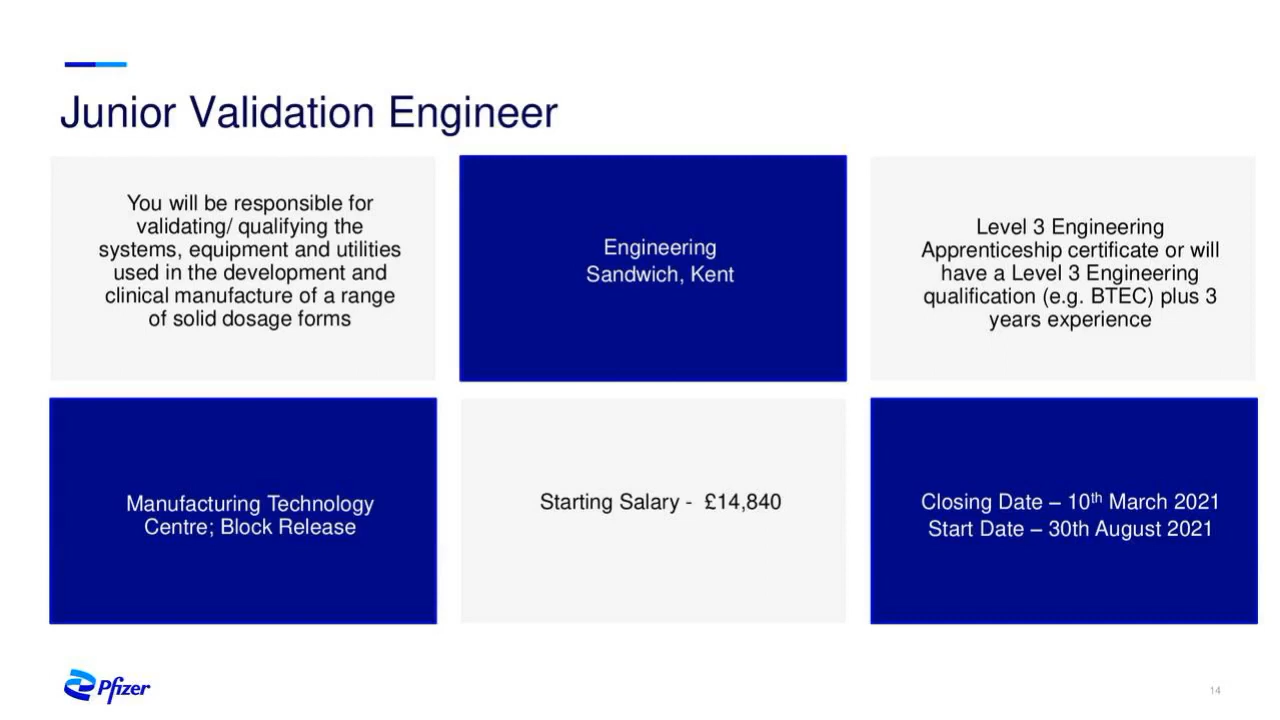 Junior Validation Engineer
You will be responsible for
validating/ qualifying the
systems, equipment and utilities
used in the development and
clinical manufacture of a range
of solid dosage forms
Engineering
Sandwich, Kent
Level 3 Engineering
Apprenticeship certificate or will
have a Level 3 Engineering
qualification (e.g. BTEC) plus 3
years experience
Manufacturing Technology
Centre; Block Release
Starting Salary -  £14,840
Closing Date – 10th March 2021
Start Date – 30th August 2021
Pfizer
14